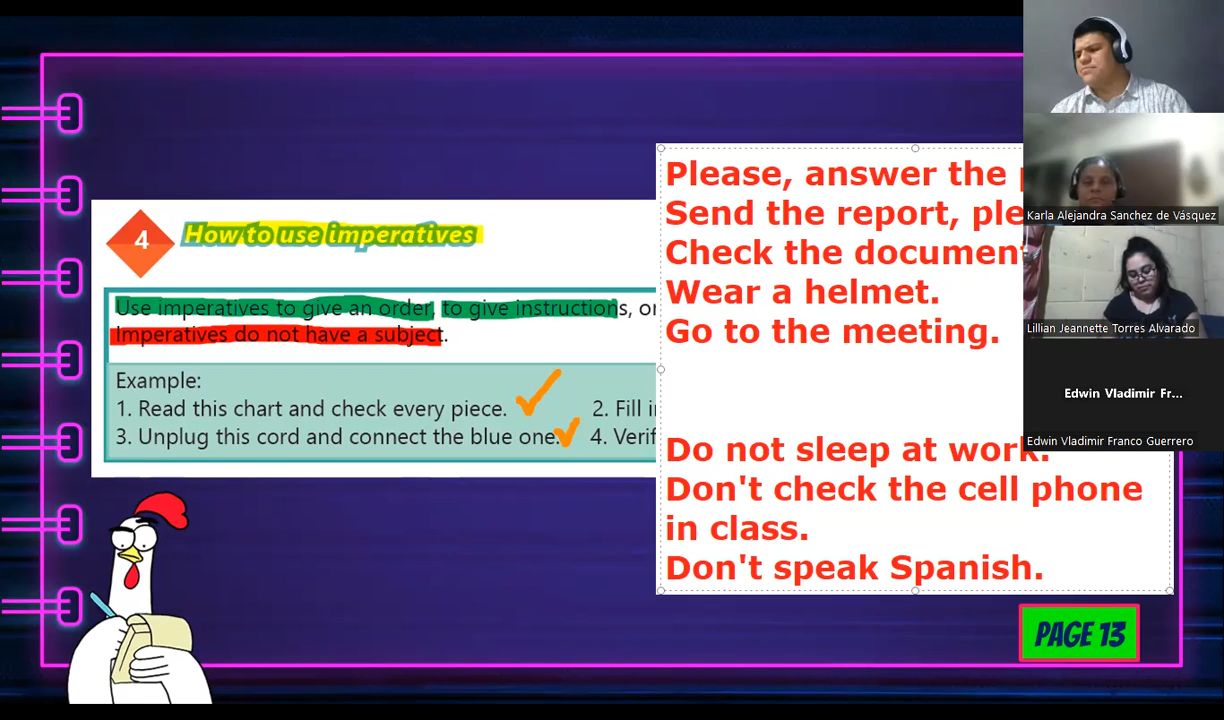 4
How to use imperatives
Use imperatives to give an order, to give instructions, or
Imperatives do not have a subject.
Example:
1. Read this chart and check every piece. 2. Fill
3. Unplug this cord and connect the blue one. 4.
Please, answer the
Send the report,
Check the document
Wear a helmet.
Go to the meeting.
Do not sleep at work.
Don't check the cell phone
in class.
Don't speak Spanish.
PAGE 13
Karla Alejandra Sanchez de Vásquez
Lillian Jeannette Torres Alvarado
Edwin Vladimir Fr...
Edwin Vladimir Franco Guerrero